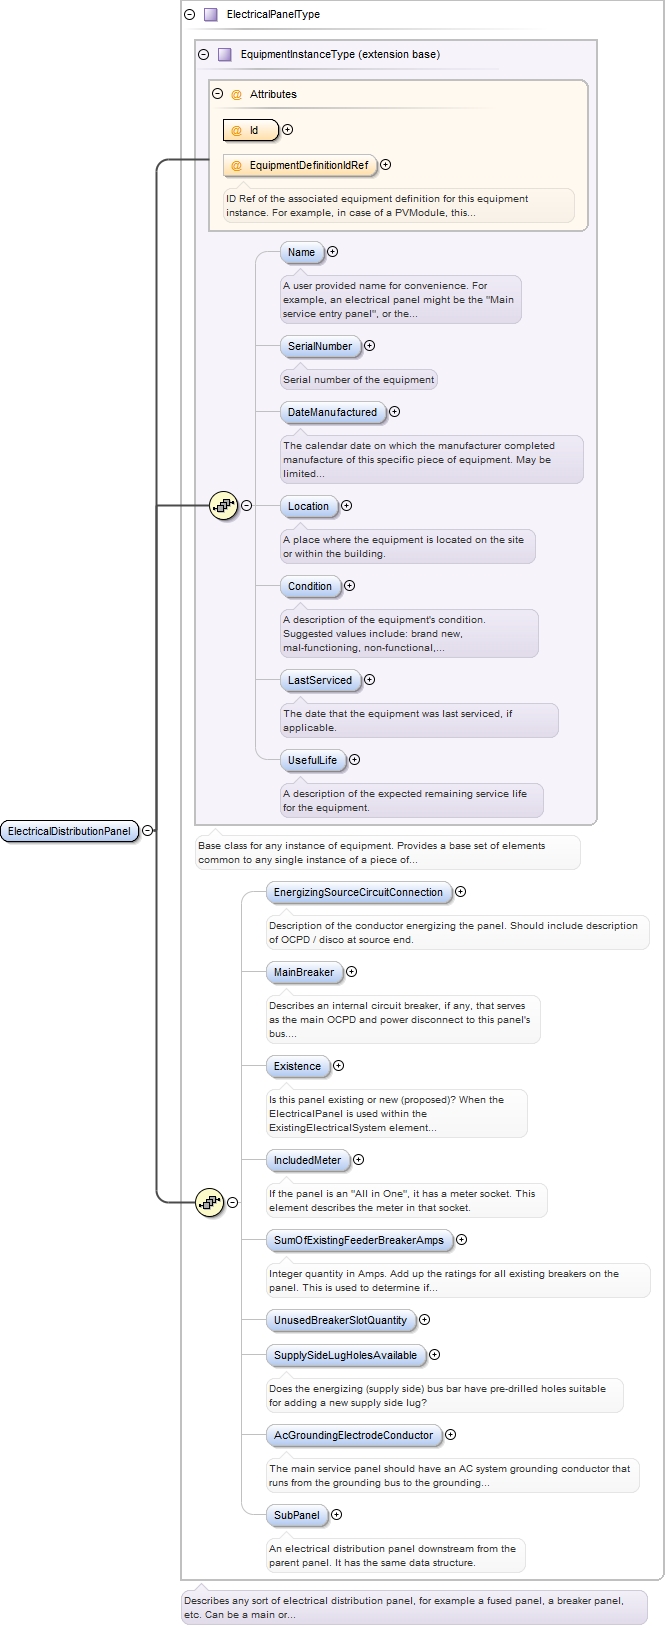 ElectricalPanelType
EquipmentInstanceType (extension base)
@ Attributes
@ Id
@ EquipmentDefinitionIdRef
ID Ref of the associated equipment definition for this equipment
instance. For example, in case of a PVModule, this...
Name
A user provided name for convenience. For
example, an electrical panel might be the "Main
service entry panel", or the...
SerialNumber
Serial number of the equipment
DateManufactured
The calendar date on which the manufacturer completed
manufacture of this specific piece of equipment. May be
limited...
Location
A place where the equipment is located on the site
or within the building.
Condition
A description of the equipment's condition.
Suggested values include: brand new,
mal-functioning, non-functional,...
LastServiced
The date that the equipment was last serviced, if
applicable.
UsefulLife
A description of the expected remaining service life
for the equipment.
ElectricalDistributionPanel
Base class for any instance of equipment. Provides a base set of elements
common to any single instance of a piece of...
EnergizingSourceCircuitConnection
Description of the conductor energizing the panel. Should include description
of OCPD / disco at source end.
MainBreaker
Describes an internal circuit breaker, if any, that serves
as the main OCPD and power disconnect to this panel's
bus....
Existence
Is this panel existing or new (proposed)? When the
ElectricalPanel is used within the
ExistingElectricalSystem element...
IncludedMeter
If the panel is an "All in One", it has a meter socket. This
element describes the meter in that socket.
SumOfExistingFeederBreakerAmps
Integer quantity in Amps. Add up the ratings for all existing breakers on the
panel. This is used to determine if...
UnusedBreakerSlotQuantity
SupplySideLugHolesAvailable
Does the energizing (supply side) bus bar have pre-drilled holes suitable
for adding a new supply side lug?
AcGroundingElectrodeConductor
The main service panel should have an AC system grounding conductor that
runs from the grounding bus to the grounding...
SubPanel
An electrical distribution panel downstream from the
parent panel. It has the same data structure.
Describes any sort of electrical distribution panel, for example a fused panel, a breaker panel,
etc. Can be a main or...